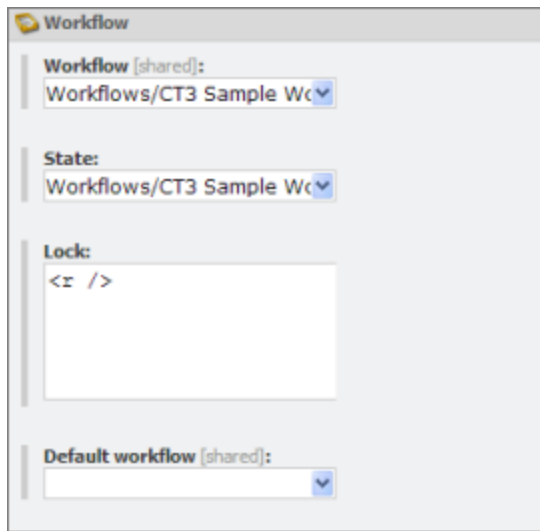 Workflow
Workflow [shared]:
Workflows/CT3 Sample Wo
State:
Workflows/CT3 Sample Wo
Lock:
<r />
Default workflow [shared]: